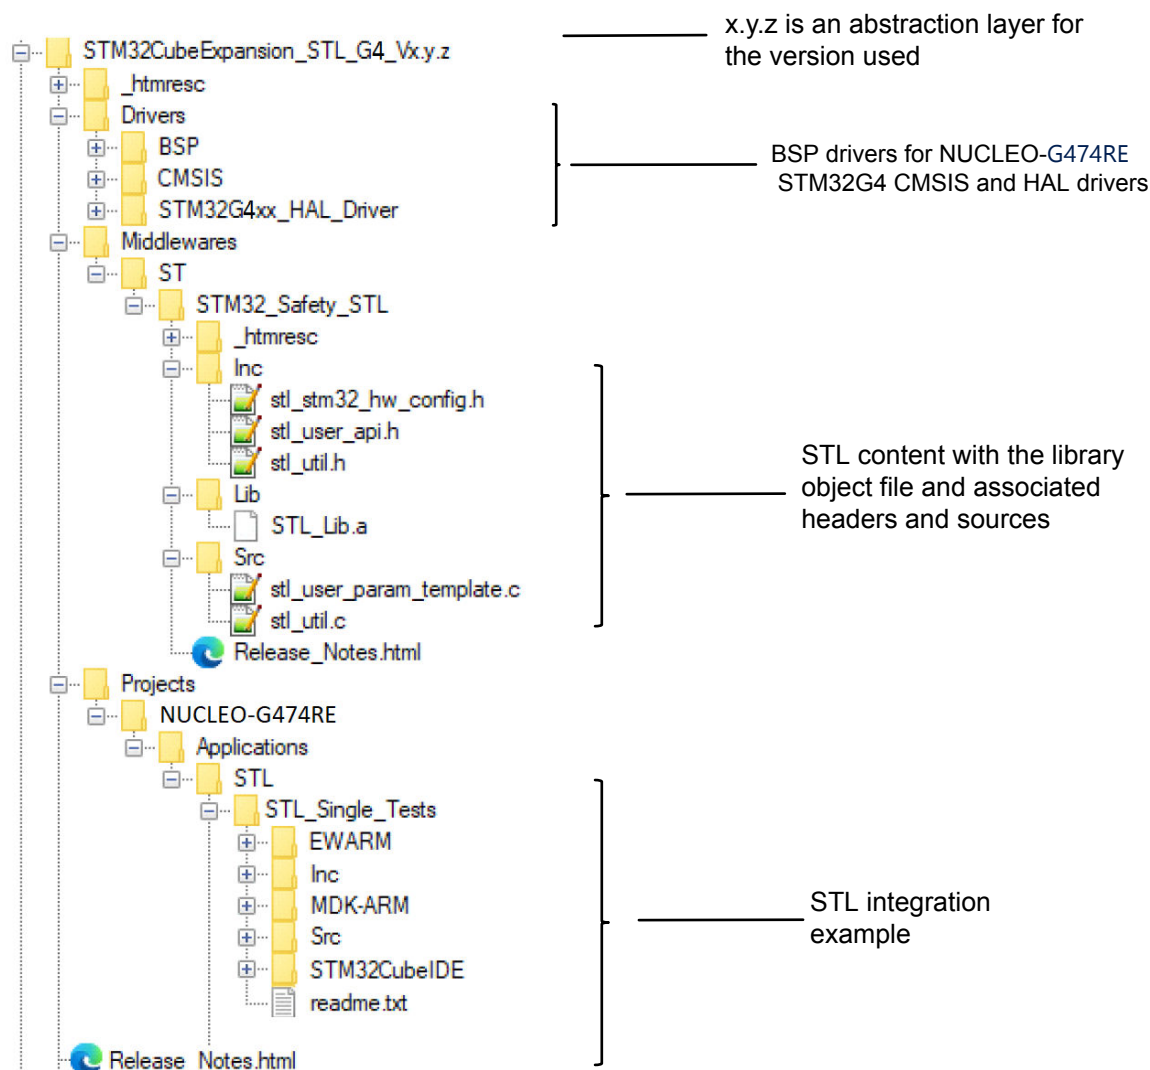 x.y.z is an abstraction layer for
the version used
STM32CubeExpansion_STL_G4_Vx.y.z
_htmresc
Drivers
BSP
CMSIS
STM32G4xx_HAL_Driver
BSP drivers for NUCLEO-G474RE
STM32G4 CMSIS and HAL drivers
Middlewares
ST
STM32_Safety_STL
_htmresc
Inc
stl_stm32_hw_config.h
stl_user_api.h
stl_util.h
Lib
STL_Lib.a
Src
stl_user_param_template.c
stl_util.c
Release_Notes.html
STL content with the library
object file and associated
headers and sources
Projects
NUCLEO-G474RE
Applications
STL
STL_Single_Tests
EWARM
Inc
MDK-ARM
Src
STM32CubeIDE
readme.txt
STL integration
example
Release_Notes.html